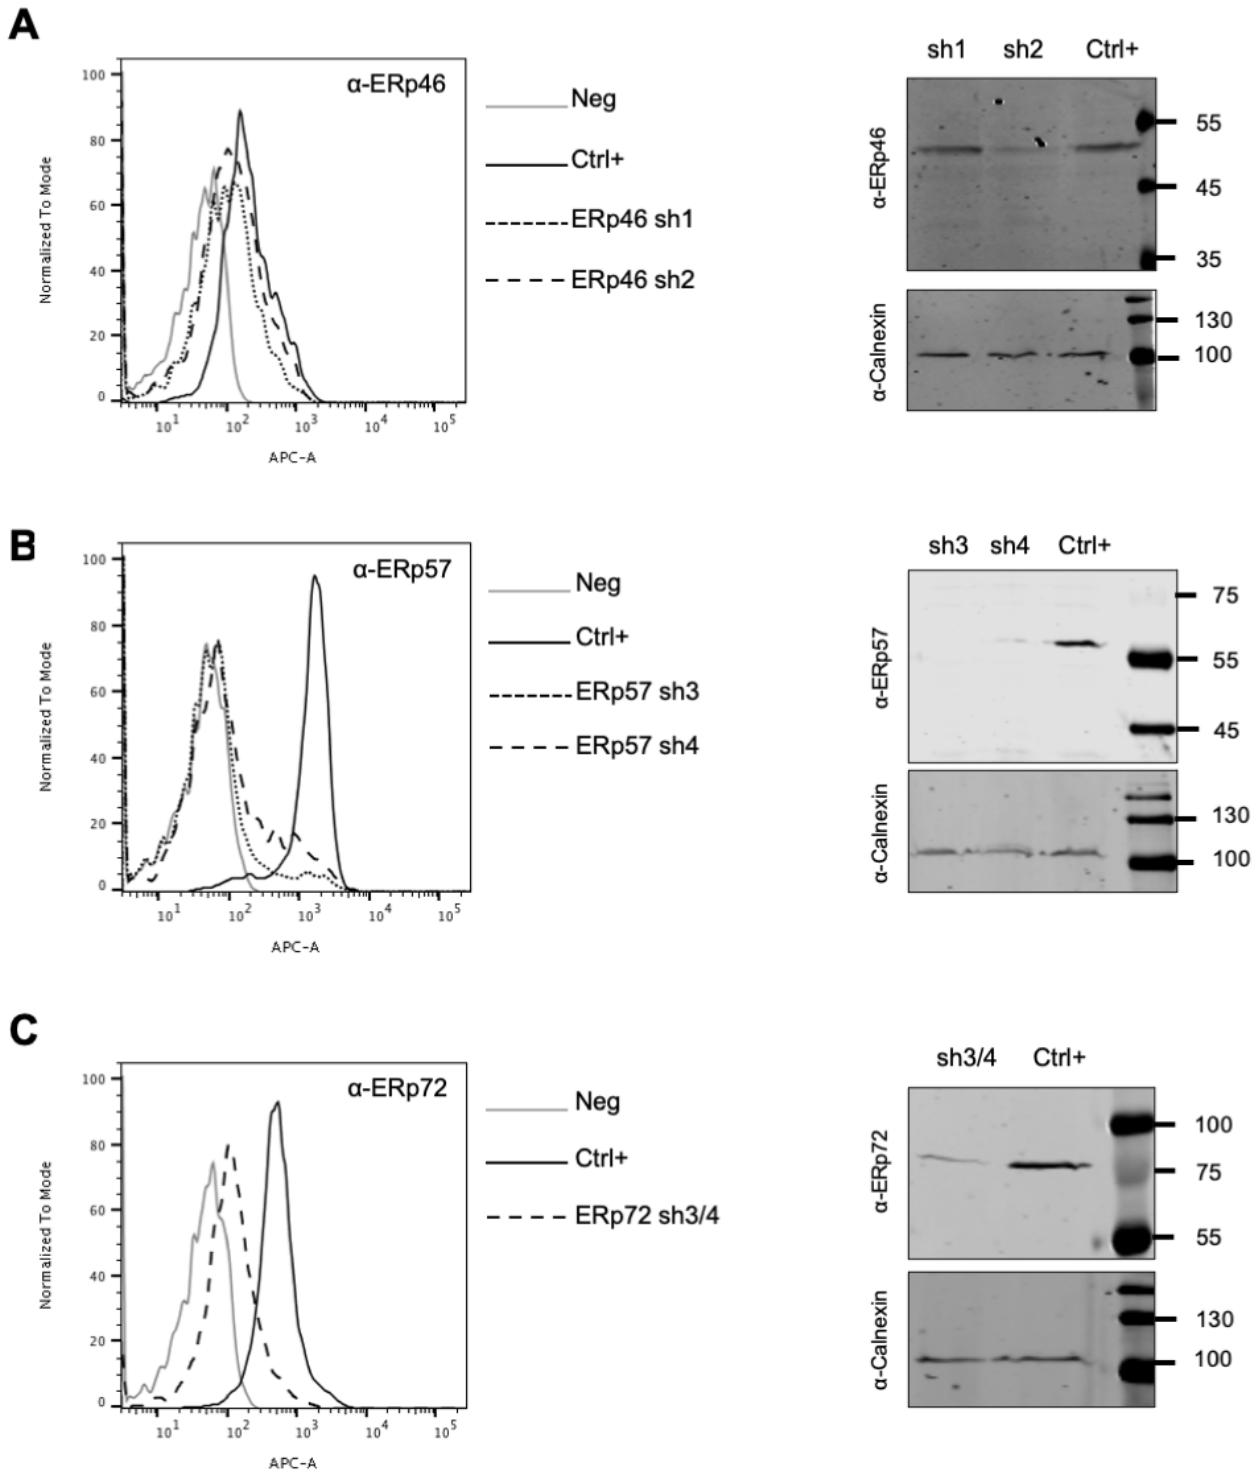 A
α-ERp46
Normalized To Mode
100
80
60
40
20
0
10¹ 10² 10³ 10⁴ 10⁵
APC-A
Neg
Ctrl+
ERp46 sh1
ERp46 sh2
sh1 sh2 Ctrl+
α-ERp46
55
45
35
α-Calnexin
130
100
B
α-ERp57
Normalized To Mode
100
80
60
40
20
0
10¹ 10² 10³ 10⁴ 10⁵
APC-A
Neg
Ctrl+
ERp57 sh3
ERp57 sh4
sh3 sh4 Ctrl+
α-ERp57
75
55
45
α-Calnexin
130
100
C
α-ERp72
Normalized To Mode
100
80
60
40
20
0
10¹ 10² 10³ 10⁴ 10⁵
APC-A
Neg
Ctrl+
ERp72 sh3/4
sh3/4 Ctrl+
α-ERp72
100
75
55
α-Calnexin
130
100